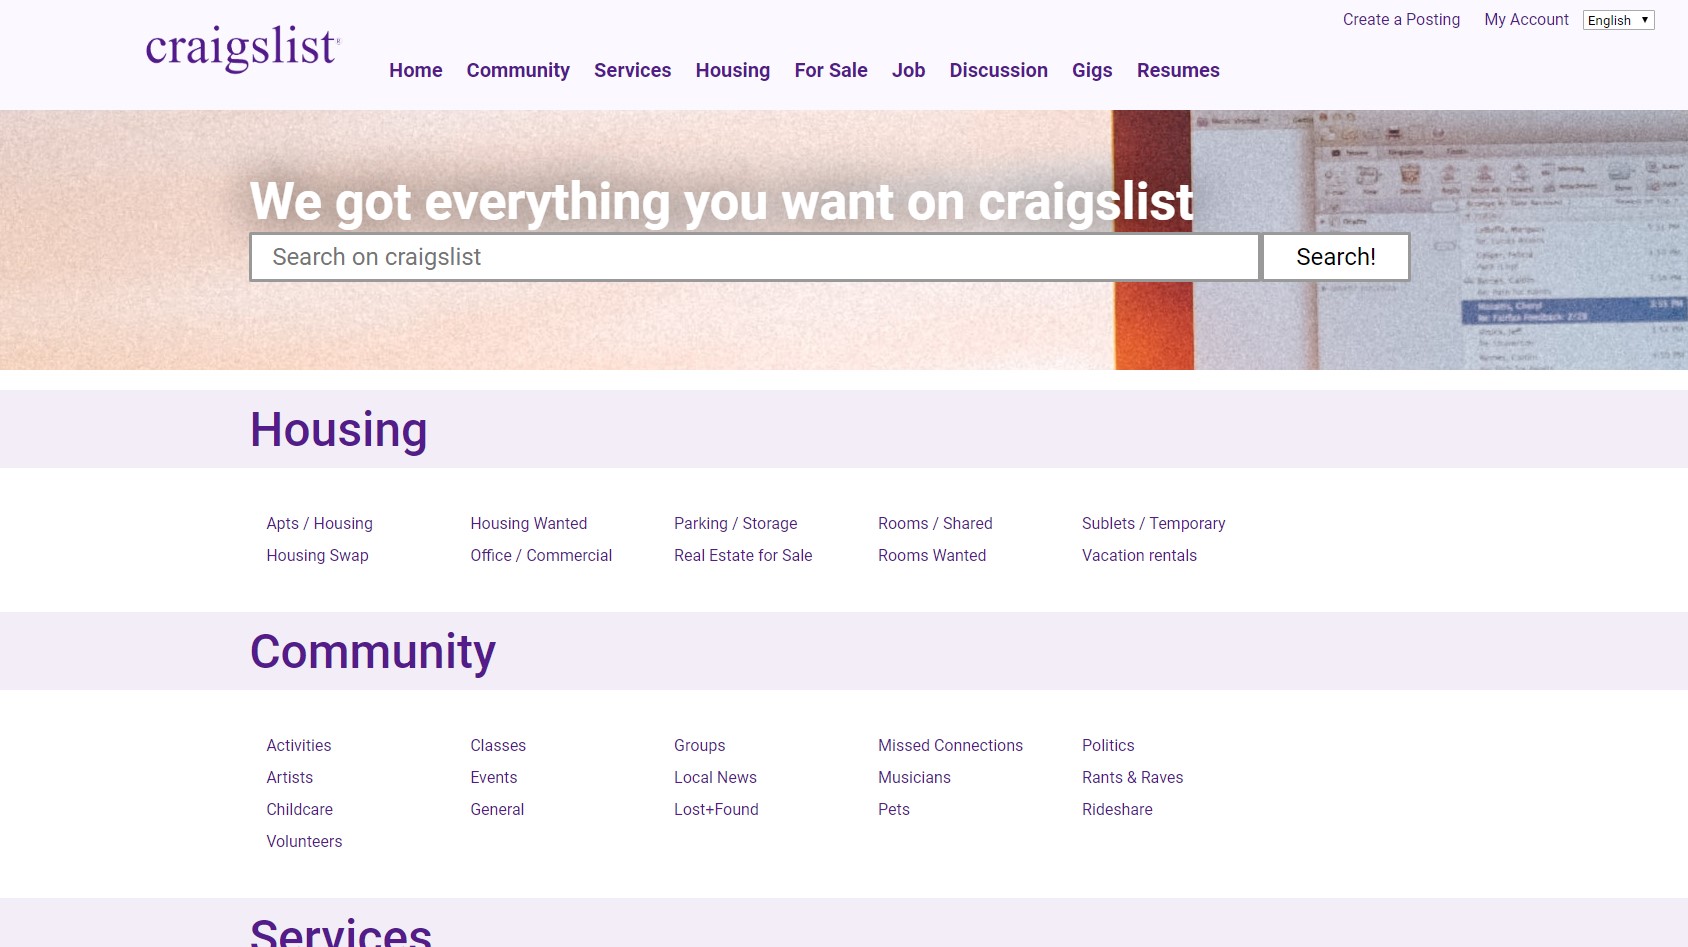 Create a Posting My Account English
craigslist
Home Community Services Housing For Sale Job Discussion Gigs Resumes
We got everything you want on craigslist
Search on craigslist Search!
Housing
Apts / Housing Housing Wanted Parking / Storage Rooms / Shared Sublets / Temporary
Housing Swap Office / Commercial Real Estate for Sale Rooms Wanted Vacation rentals
Community
Activities Classes Groups Missed Connections Politics
Artists Events Local News Musicians Rants & Raves
Childcare General Lost+Found Pets Rideshare
Volunteers
Services